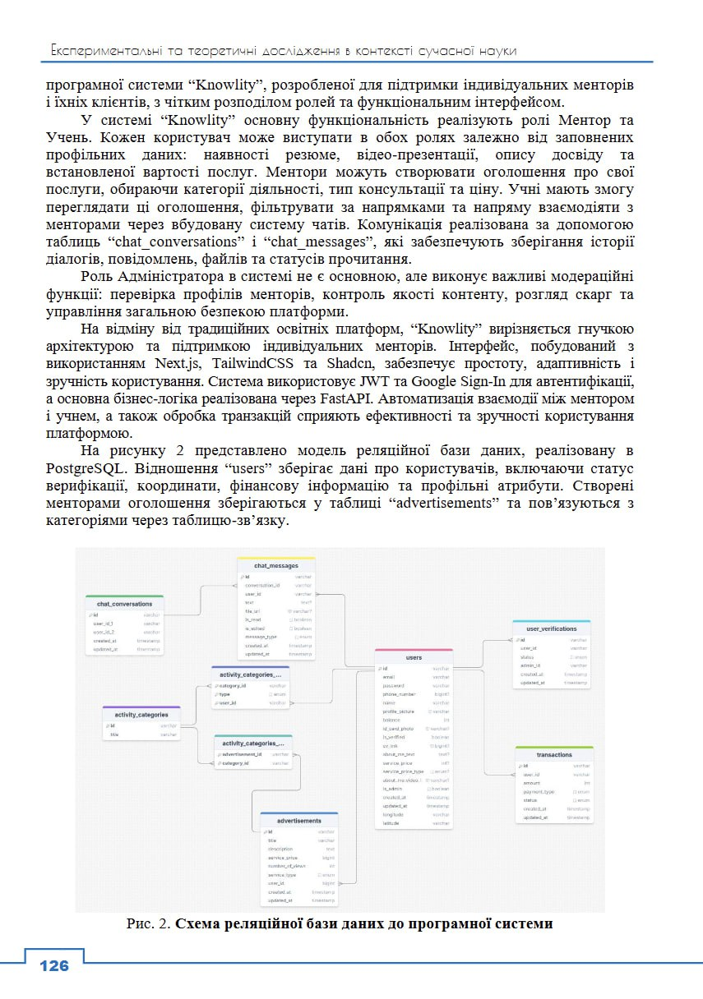 Експериментальні та теоретичні дослідження в контексті сучасної науки
програмної системи “Knowlity”, розробленої для підтримки індивідуальних менторів
і їхніх клієнтів, з чітким розподілом ролей та функціональним інтерфейсом.
У системі “Knowlity” основну функціональність реалізують ролі Ментор та
Учень. Кожен користувач може виступати в обох ролях залежно від заповнених
профільних даних: наявності резюме, відео-презентації, опису досвіду та
встановленої вартості послуг. Ментори можуть створювати оголошення про свої
послуги, обираючи категорії діяльності, тип консультації та ціну. Учні мають змогу
переглядати ці оголошення, фільтрувати за напрямками та напряму взаємодіяти з
менторами через вбудовану систему чатів. Комунікація реалізована за допомогою
таблиць “chat_conversations” і “chat_messages”, які забезпечують зберігання історії
діалогів, повідомлень, файлів та статусів прочитання.
Роль Адміністратора в системі не є основною, але виконує важливі модераційні
функції: перевірка профілів менторів, контроль якості контенту, розгляд скарг та
управління загальною безпекою платформи.
На відміну від традиційних освітніх платформ, “Knowlity” вирізняється гнучкою
архітектурою та підтримкою індивідуальних менторів. Інтерфейс, побудований з
використанням Next.js, TailwindCSS та Shadcn, забезпечує простоту, адаптивність і
зручність користування. Система використовує JWT та Google Sign-In для автентифікації,
а основна бізнес-логіка реалізована через FastAPI. Автоматизація взаємодії між ментором
і учнем, а також обробка транзакцій сприяють ефективності та зручності користування
платформою.
На рисунку 2 представлено модель реляційної бази даних, реалізовану в
PostgreSQL. Відношення “users” зберігає дані про користувачів, включаючи статус
верифікації, координати, фінансову інформацію та профільні атрибути. Створені
менторами оголошення зберігаються у таблиці “advertisements” та пов’язуються з
категоріями через таблицю-зв’язку.
chat_messages
id varchar
conversation_id varchar
user_id varchar
text text?
file_url varchar?
is_read boolean
is_edited boolean
message_type enum
created_at timestamp
updated_at timestamp
chat_conversations
id varchar
user_id_1 varchar
user_id_2 varchar
created_at timestamp
updated_at timestamp
activity_categories_...
category_id varchar
type enum
user_id varchar
activity_categories
id varchar
title varchar
activity_categories_...
advertisement_id varchar
category_id varchar
advertisements
id varchar
title varchar
description text
service_price bigint
number_of_views int
service_type enum
user_id bigint
created_at timestamp
updated_at timestamp
users
id varchar
email varchar
password varchar
phone_number bigint?
name varchar
profile_picture varchar
balance int
id_card_photo varchar?
is_verified boolean
cv_link bigint?
about_me_text text?
service_price int?
service_price_type enum?
about_me_video_l varchar?
is_admin boolean
created_at timestamp
updated_at timestamp
longitude varchar
latitude varchar
user_verifications
id varchar
user_id varchar
status enum
admin_id varchar
created_at timestamp
updated_at timestamp
transactions
id varchar
user_id varchar
amount int
payment_type enum
status enum
created_at timestamp
updated_at timestamp
Рис. 2. Схема реляційної бази даних до програмної системи
126